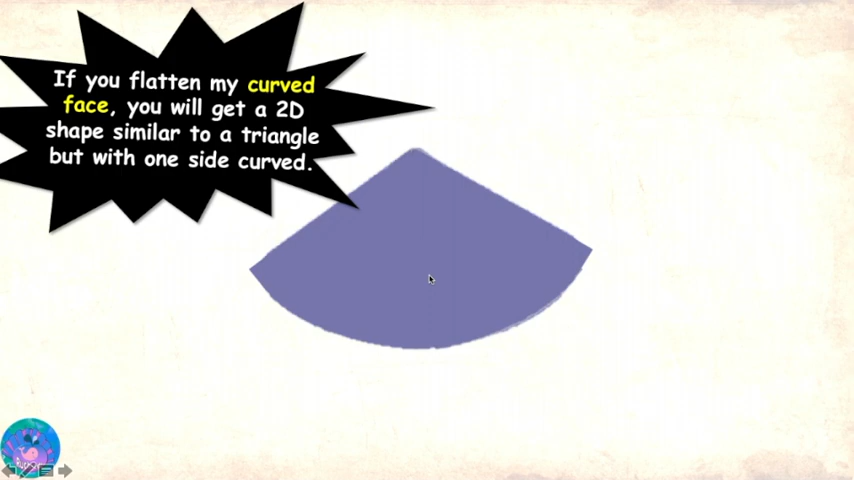 If you flatten my curved
face, you will get a 2D
shape similar to a triangle
but with one side curved.